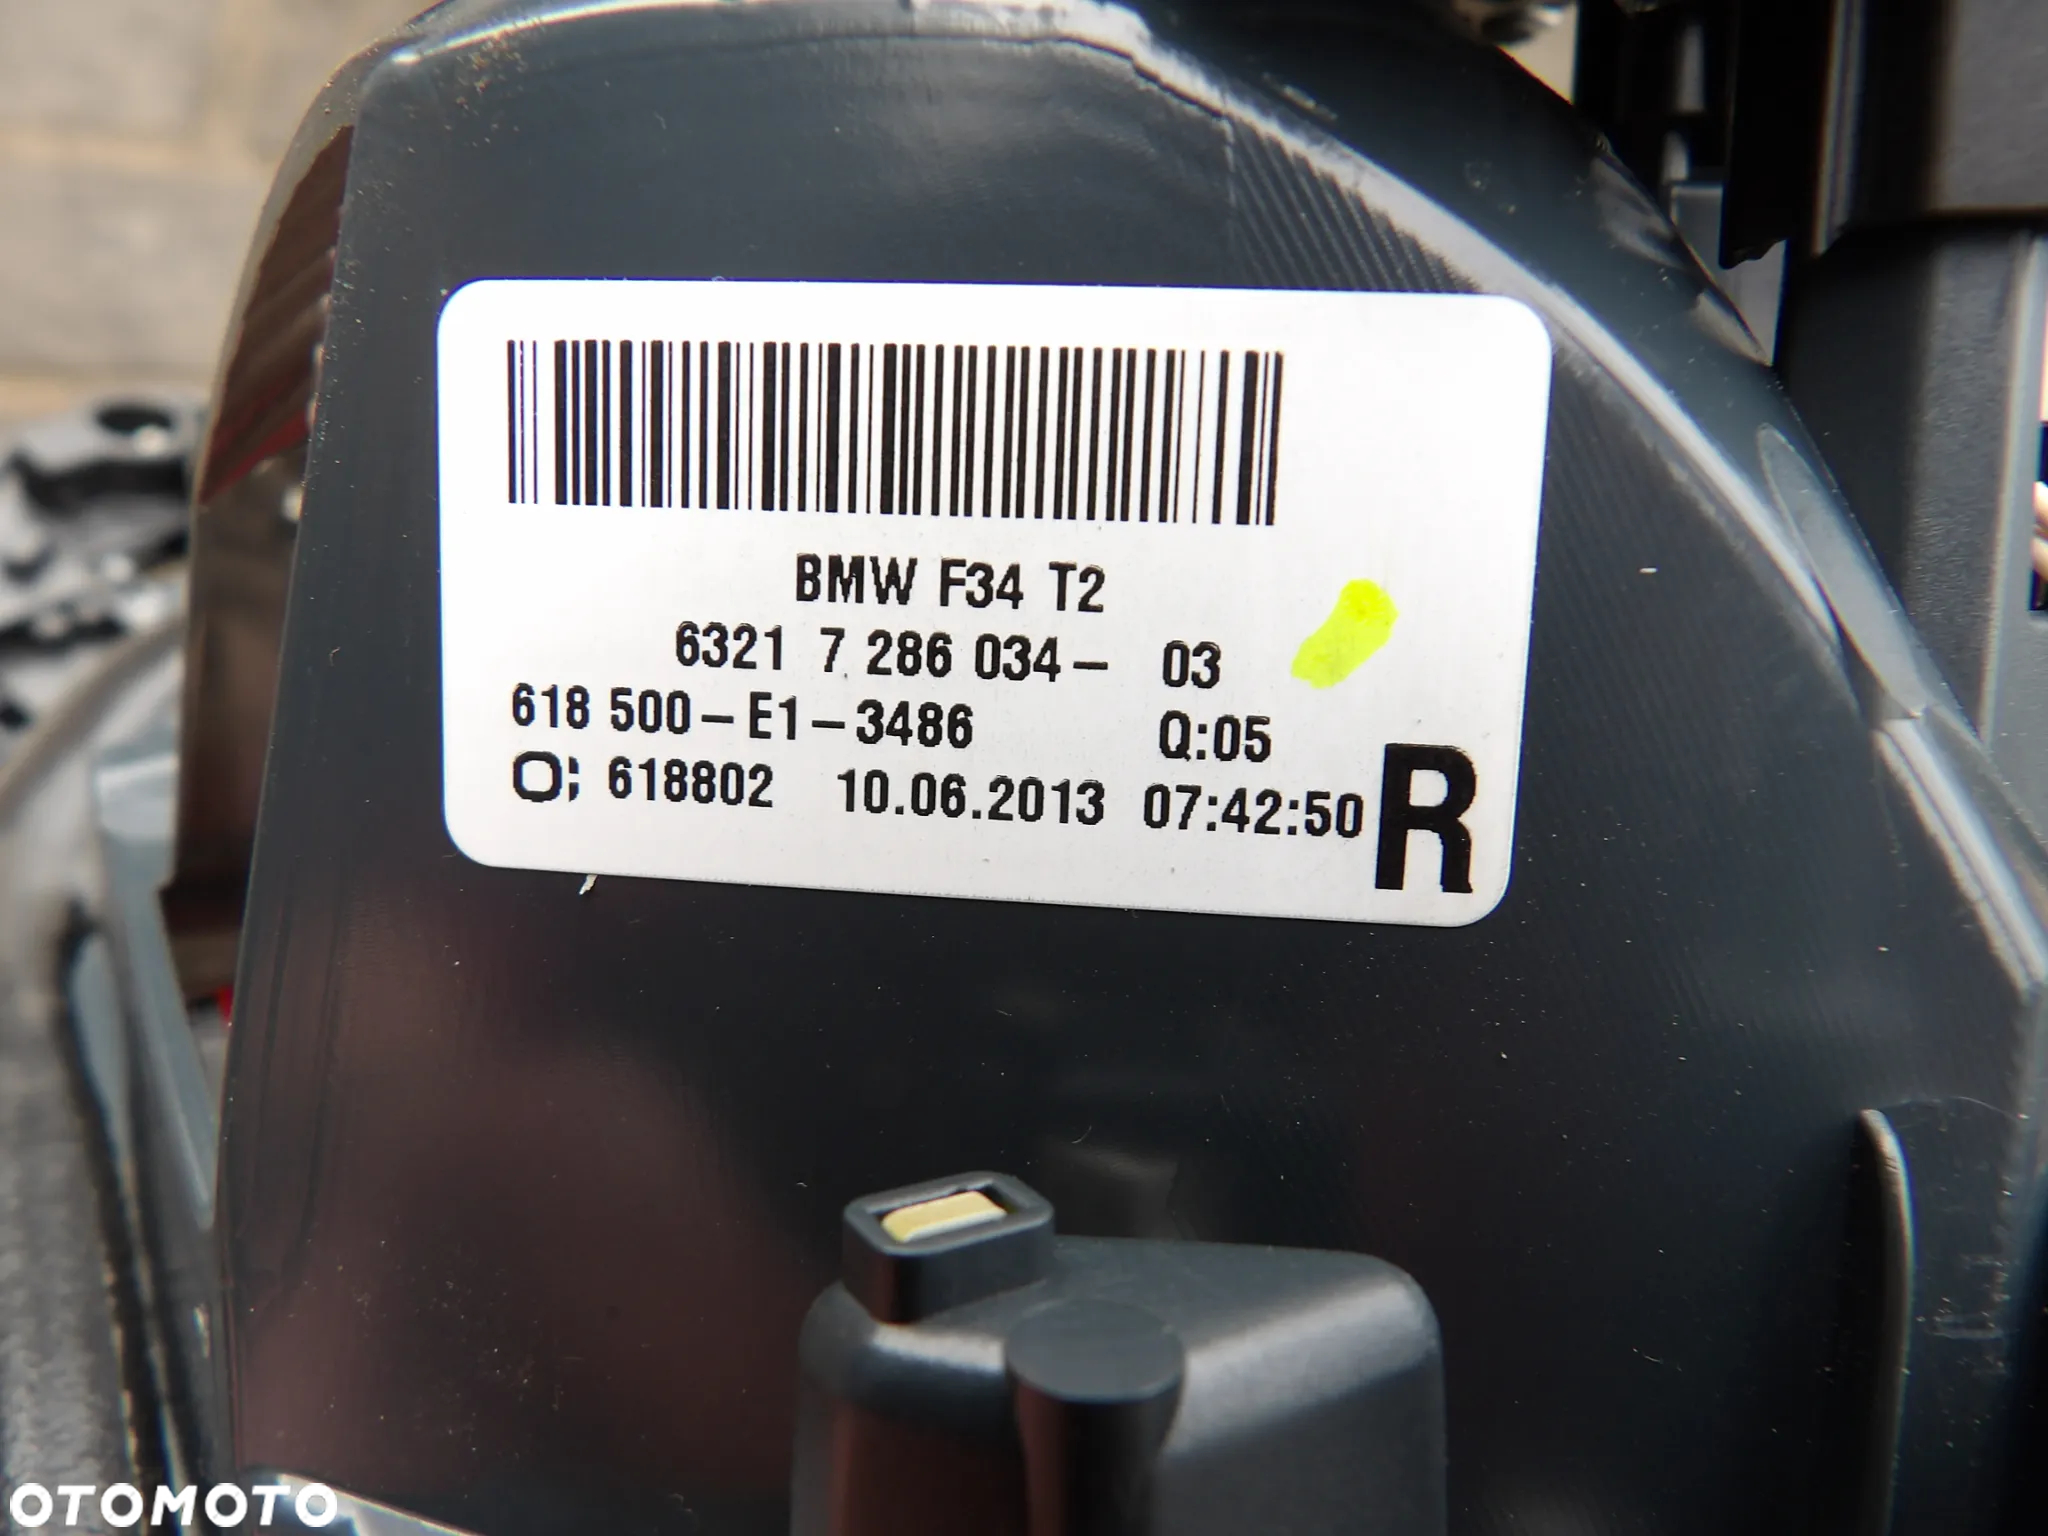 BMW F34 T2
6321 7 286 034 – 03
618 500 – E1 – 3486 Q:05
O; 618802 10.06.2013 07:42:50 R
OTOMOTO